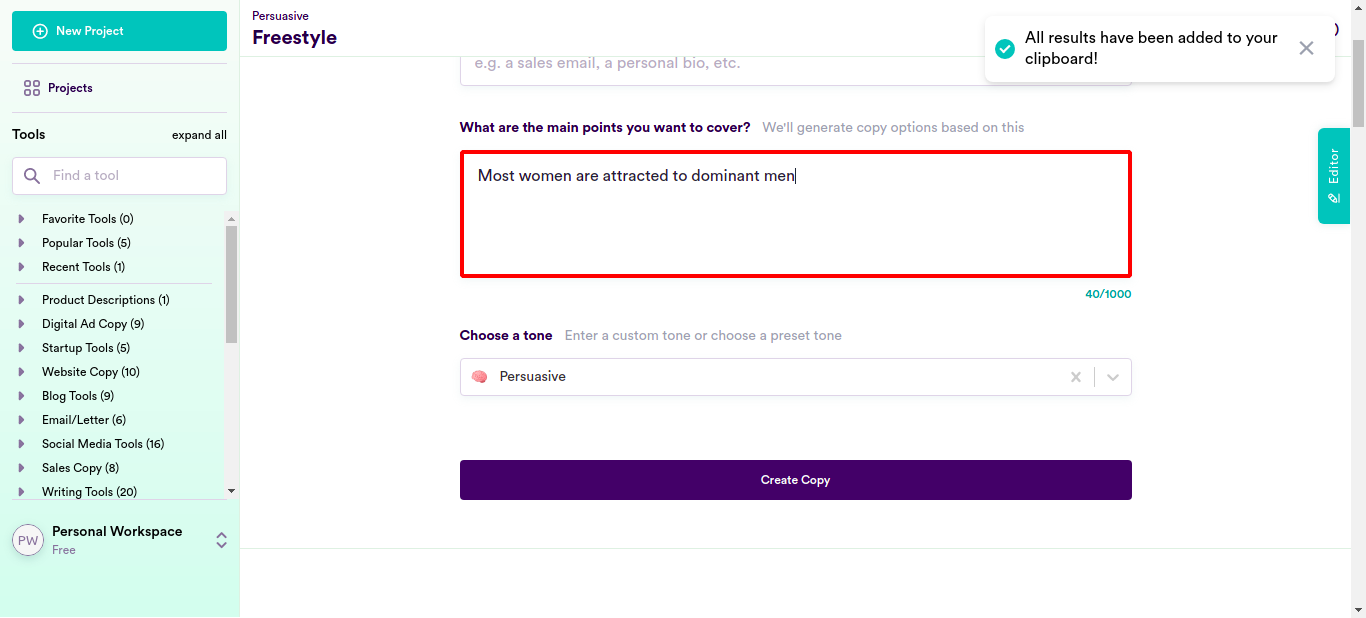 New Project
Projects
Tools
expand all
Find a tool
Favorite Tools (0)
Popular Tools (5)
Recent Tools (1)
Product Descriptions (1)
Digital Ad Copy (9)
Startup Tools (5)
Website Copy (10)
Blog Tools (9)
Email/Letter (6)
Social Media Tools (16)
Sales Copy (8)
Writing Tools (20)
PW
Personal Workspace
Free
Persuasive
Freestyle
All results have been added to your
clipboard!
e.g. a sales email, a personal bio, etc.
What are the main points you want to cover? We'll generate copy options based on this
Most women are attracted to dominant men
40/1000
Choose a tone Enter a custom tone or choose a preset tone
Persuasive
Create Copy
Editor